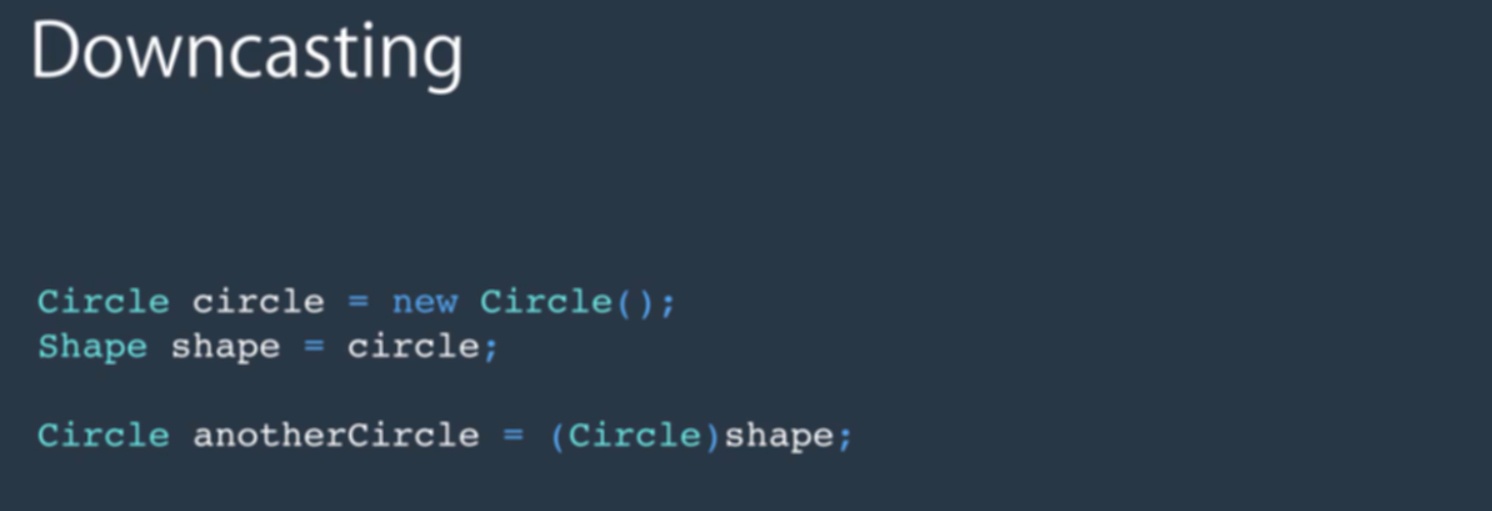 Downcasting
Circle circle = new Circle();
Shape shape = circle;
Circle anotherCircle = (Circle)shape;